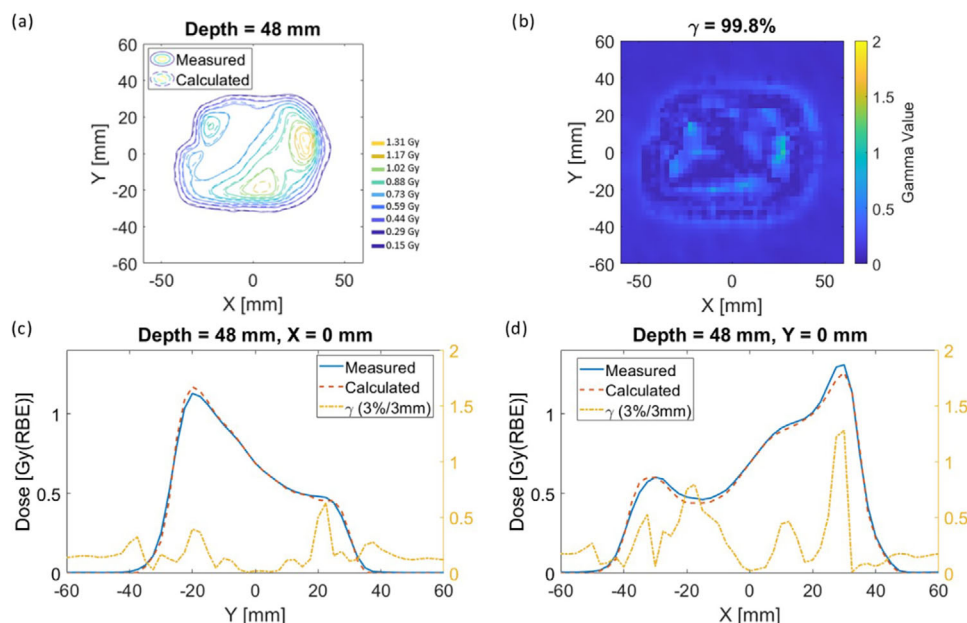 (a)
Depth = 48 mm
Measured
Calculated
60
40
20
0
-20
-40
-60
Y [mm]
-50
0
50
X [mm]
1.31 Gy
1.17 Gy
1.02 Gy
0.88 Gy
0.73 Gy
0.59 Gy
0.44 Gy
0.29 Gy
0.15 Gy
(b)
γ = 99.8%
60
40
20
0
-20
-40
-60
Y [mm]
-50
0
50
X [mm]
2
1.5
1
0.5
0
Gamma Value
(c)
Depth = 48 mm, X = 0 mm
Measured
Calculated
γ (3%/3mm)
1
0.5
0
Dose [Gy(RBE)]
2
1.5
1
0.5
0
-60
-40
-20
0
20
40
60
Y [mm]
(d)
Depth = 48 mm, Y = 0 mm
Measured
Calculated
γ (3%/3mm)
1
0.5
0
Dose [Gy(RBE)]
2
1.5
1
0.5
0
-60
-40
-20
0
20
40
60
X [mm]